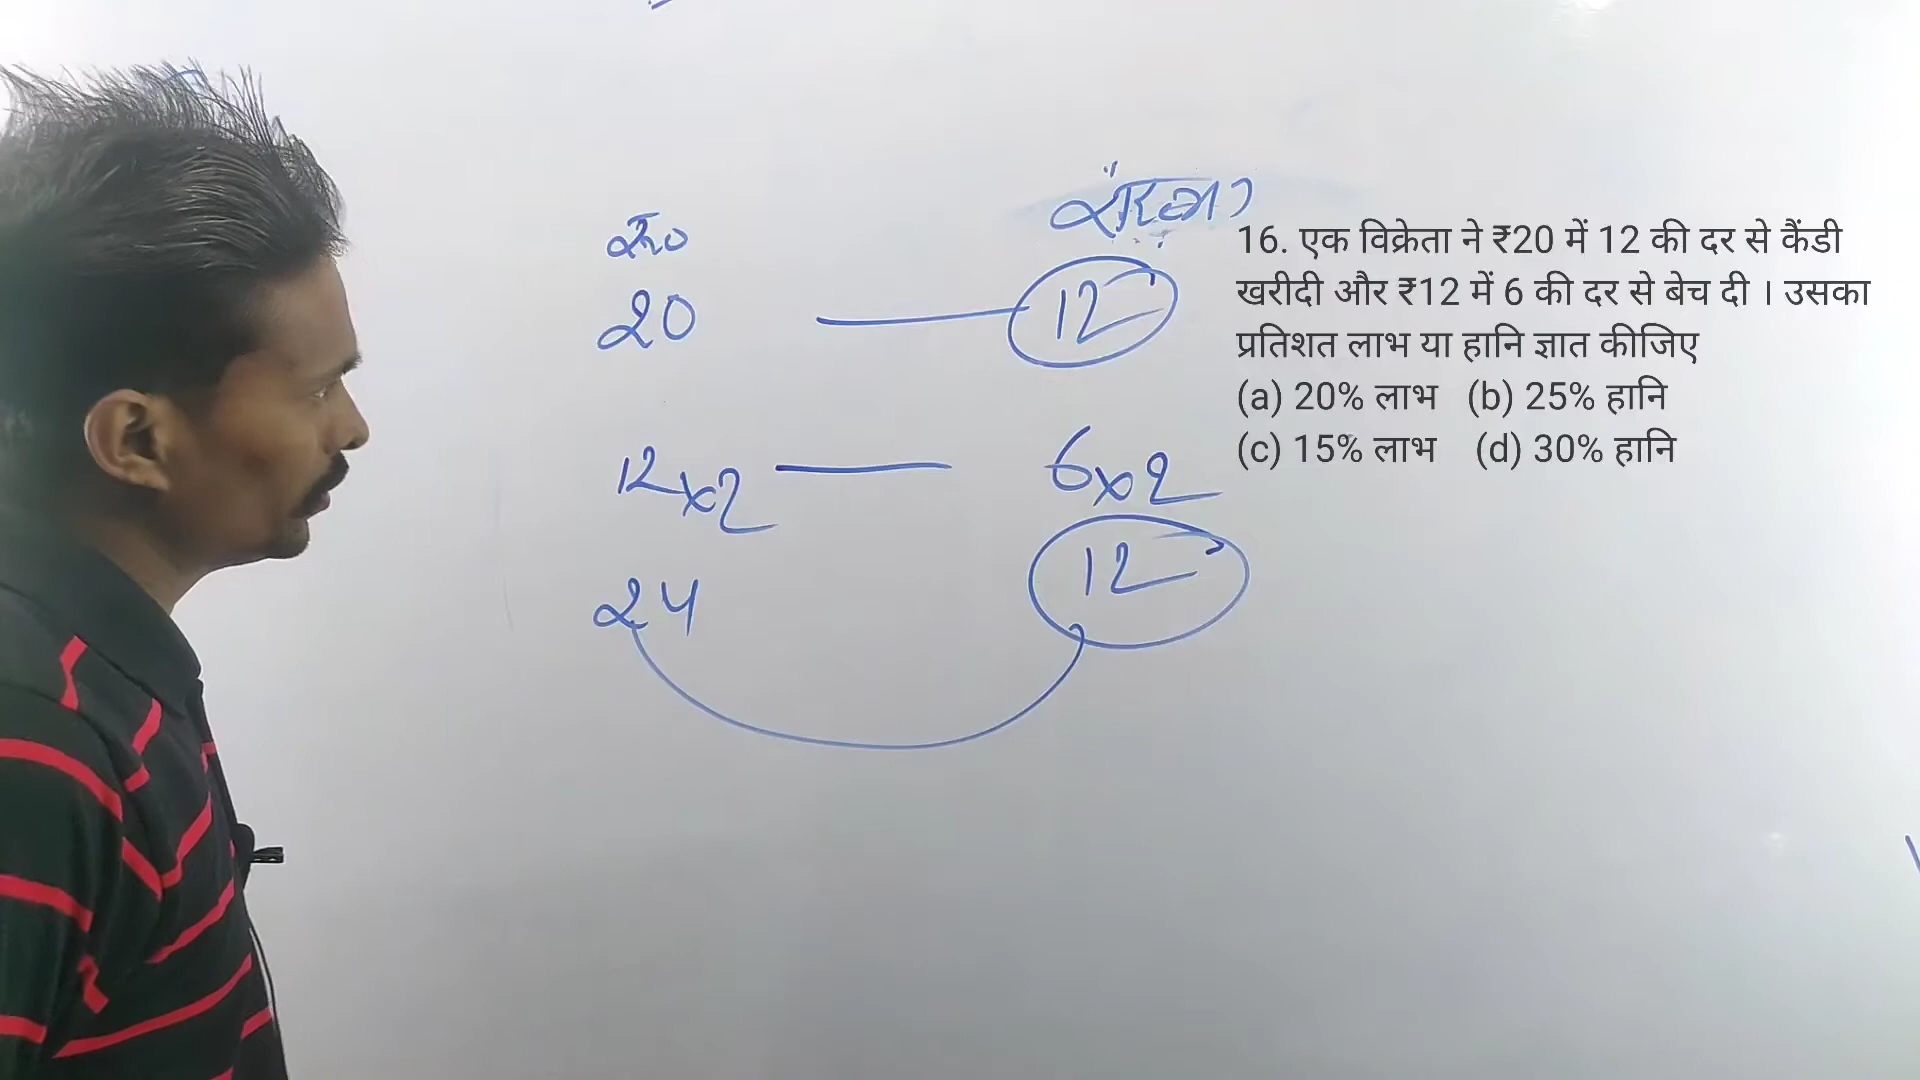 रु०
संख्या
20 — 12
12x2 — 6x2
24 12
16. एक विक्रेता ने ₹20 में 12 की दर से कैंडी
खरीदी और ₹12 में 6 की दर से बेच दी । उसका
प्रतिशत लाभ या हानि ज्ञात कीजिए
(a) 20% लाभ (b) 25% हानि
(c) 15% लाभ (d) 30% हानि